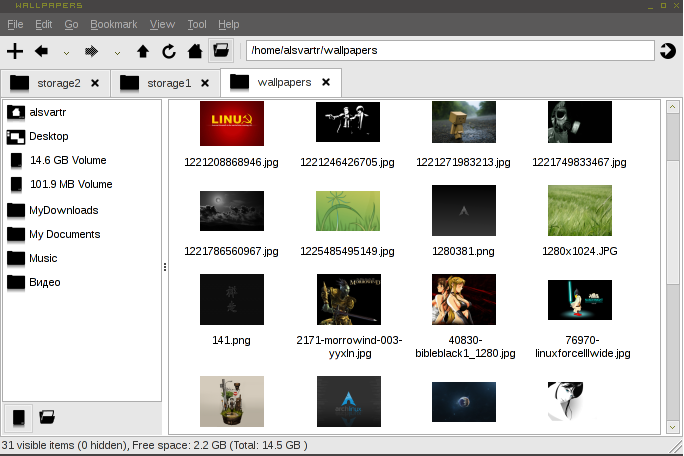 WALLPAPERS
File Edit Go Bookmark View Tool Help
/home/alsvartr/wallpapers
storage2 storage1 wallpapers
alsvartr
Desktop
14.6 GB Volume
101.9 MB Volume
MyDownloads
My Documents
Music
Видео
LINU
1221208868946.jpg 1221246426705.jpg 1221271983213.jpg 1221749833467.jpg
1221786560967.jpg 1225485495149.jpg 1280381.png 1280x1024.JPG
MORROWIND
141.png 2171-morrowind-003-yyxln.jpg 40830-bibleblack1_1280.jpg 76970-linuxforcelllwide.jpg
archlinux
31 visible items (0 hidden), Free space: 2.2 GB (Total: 14.5 GB )